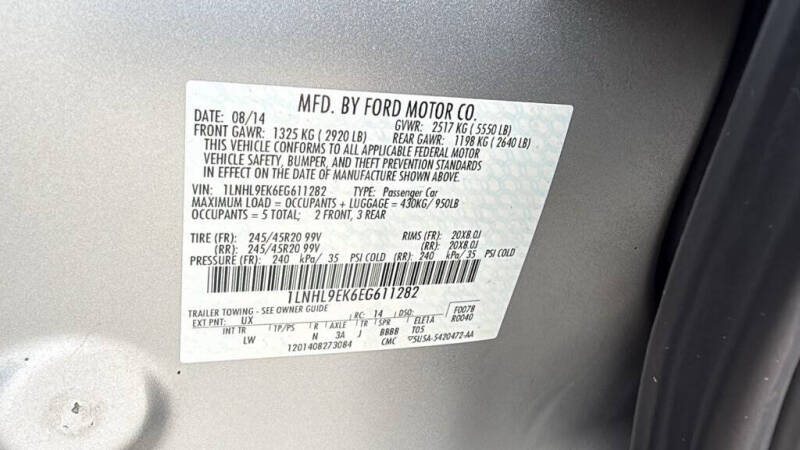 MFD. BY FORD MOTOR CO.
DATE: 08/14 GVWR: 2517 KG ( 5550 LB)
FRONT GAWR: 1325 KG ( 2920 LB) REAR GAWR: 1198 KG ( 2640 LB)
THIS VEHICLE CONFORMS TO ALL APPLICABLE FEDERAL MOTOR
VEHICLE SAFETY, BUMPER, AND THEFT PREVENTION STANDARDS
IN EFFECT ON THE DATE OF MANUFACTURE SHOWN ABOVE.
VIN: 1LNHL9EK6EG611282 TYPE: Passenger Car
MAXIMUM LOAD = OCCUPANTS + LUGGAGE = 430KG/ 950LB
OCCUPANTS = 5 TOTAL; 2 FRONT, 3 REAR
TIRE (FR): 245/45R20 99V RIMS (FR): 20X8.0J
(RR): 245/45R20 99V (RR): 20X8.0J
PRESSURE (FR): 240 kPa/ 35 PSI COLD (RR): 240 kPa/ 35 PSI COLD
1LNHL9EK6EG611282
TRAILER TOWING - SEE OWNER GUIDE
EXT PNT: UX RC: 14 DSO: F0078
R0040
INT TR TP/PS R AXLE TR SPR ELE1A
LW N 3A J BBBB T05
1201408273084 CMC ▽5U5A-5420472-AA